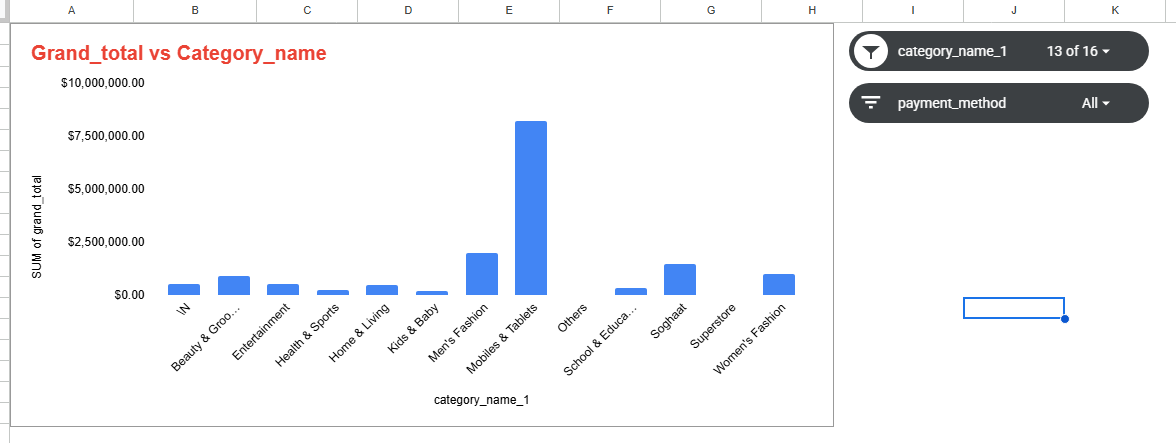 A B C D E F G H I J K
Grand_total vs Category_name
$10,000,000.00
$7,500,000.00
$5,000,000.00
$2,500,000.00
$0.00
SUM of grand_total
\N
Beauty & Groo...
Entertainment
Health & Sports
Home & Living
Kids & Baby
Men's Fashion
Mobiles & Tablets
Others
School & Educa...
Soghaat
Superstore
Women's Fashion
category_name_1
category_name_1 13 of 16
payment_method All